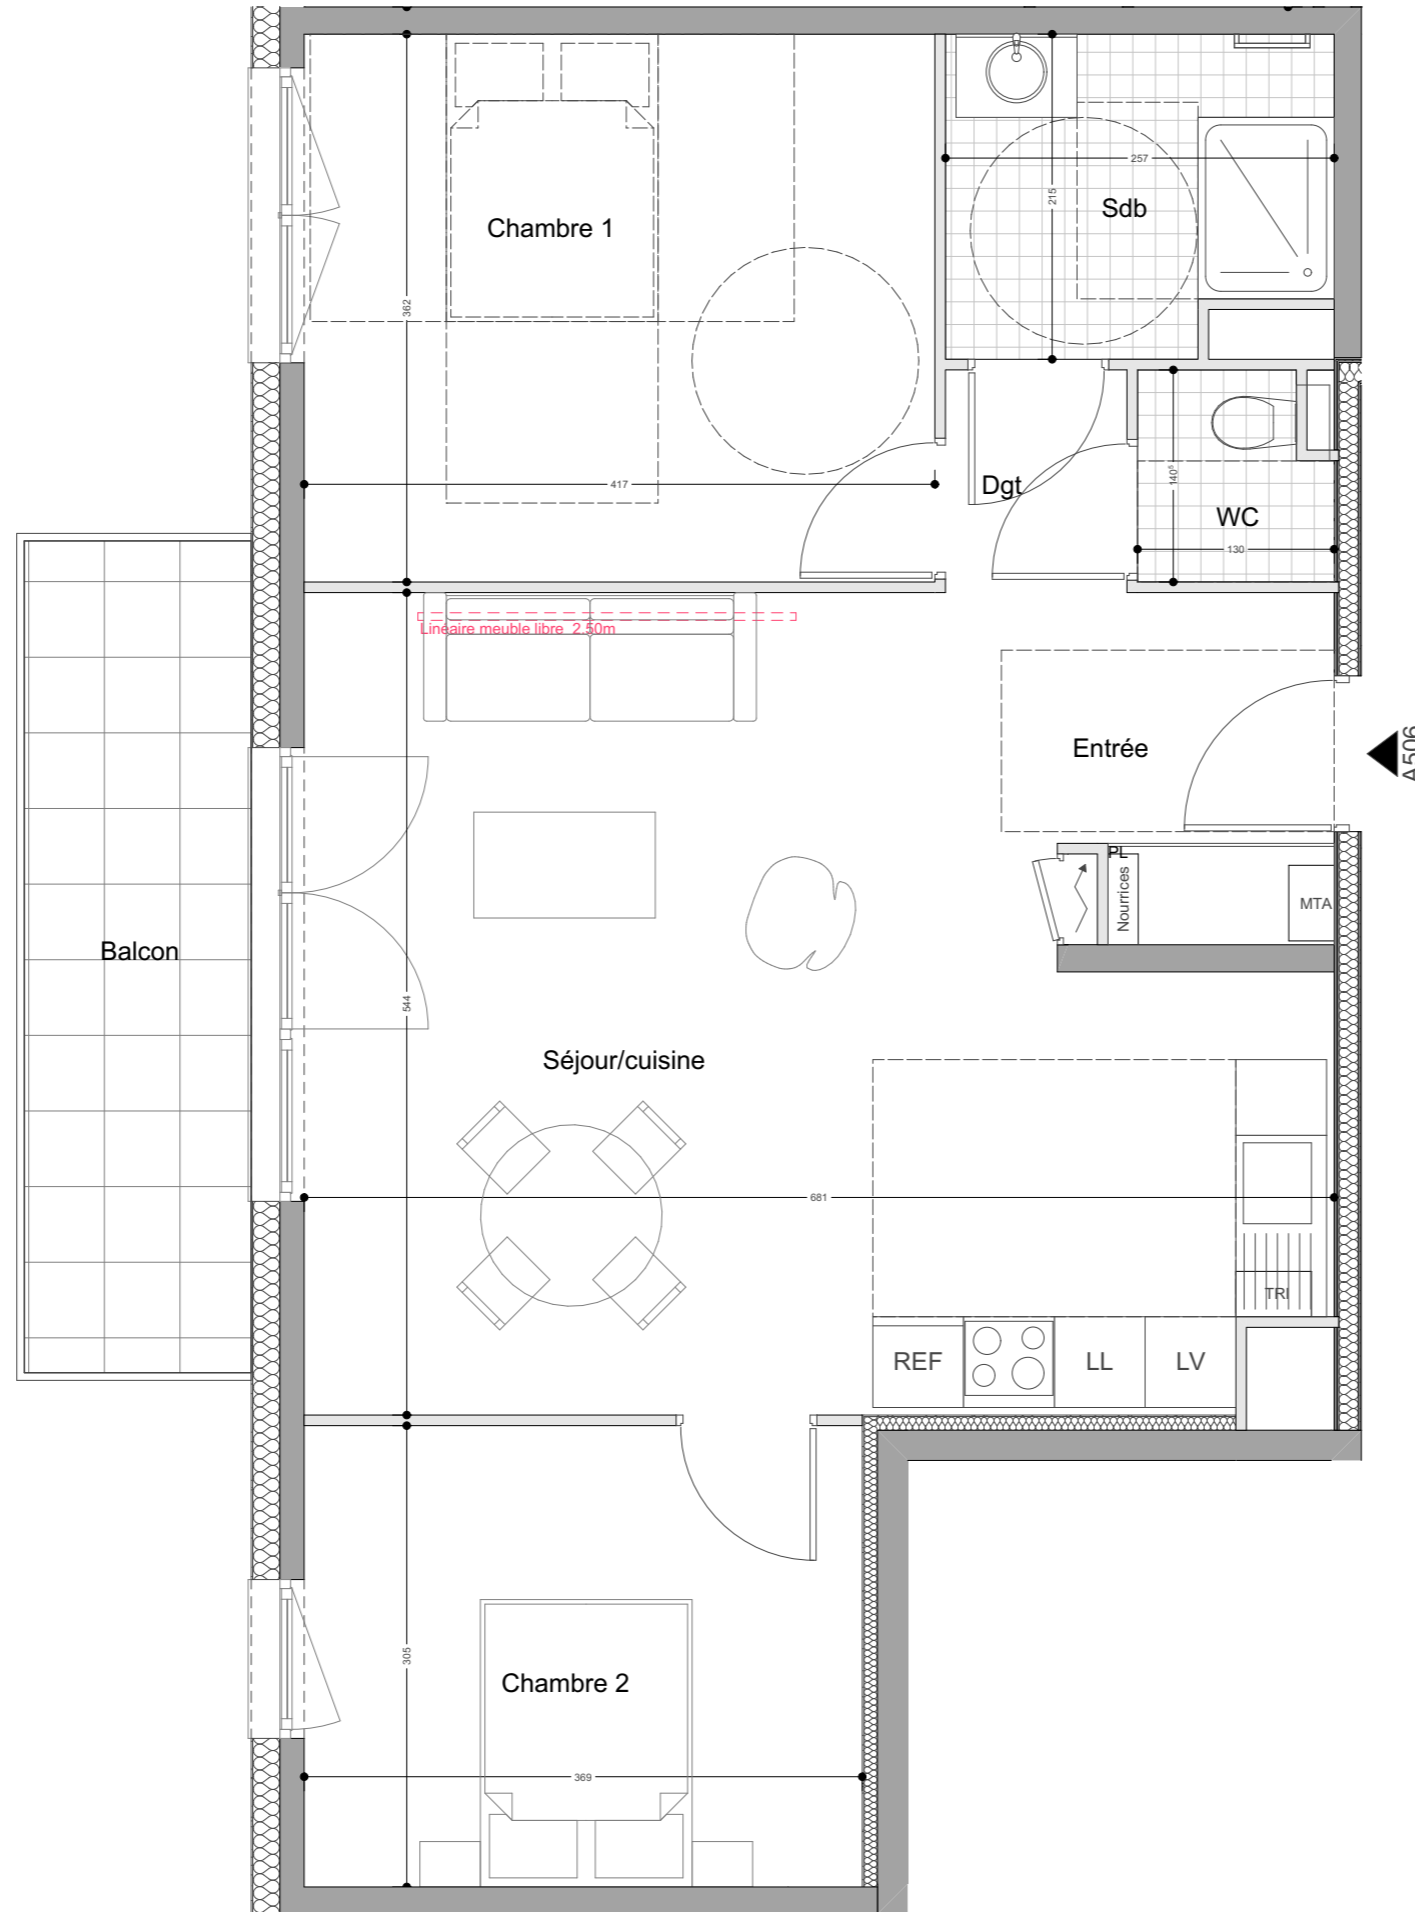 257
215
Sdb
Chambre 1
362
417
Dgt
140⁵
WC
130
Linéaire meuble libre 2.50m
Entrée
A506
PL
Nourrices
MTA
Balcon
544
Séjour/cuisine
681
TRI
REF
LL
LV
305
Chambre 2
369